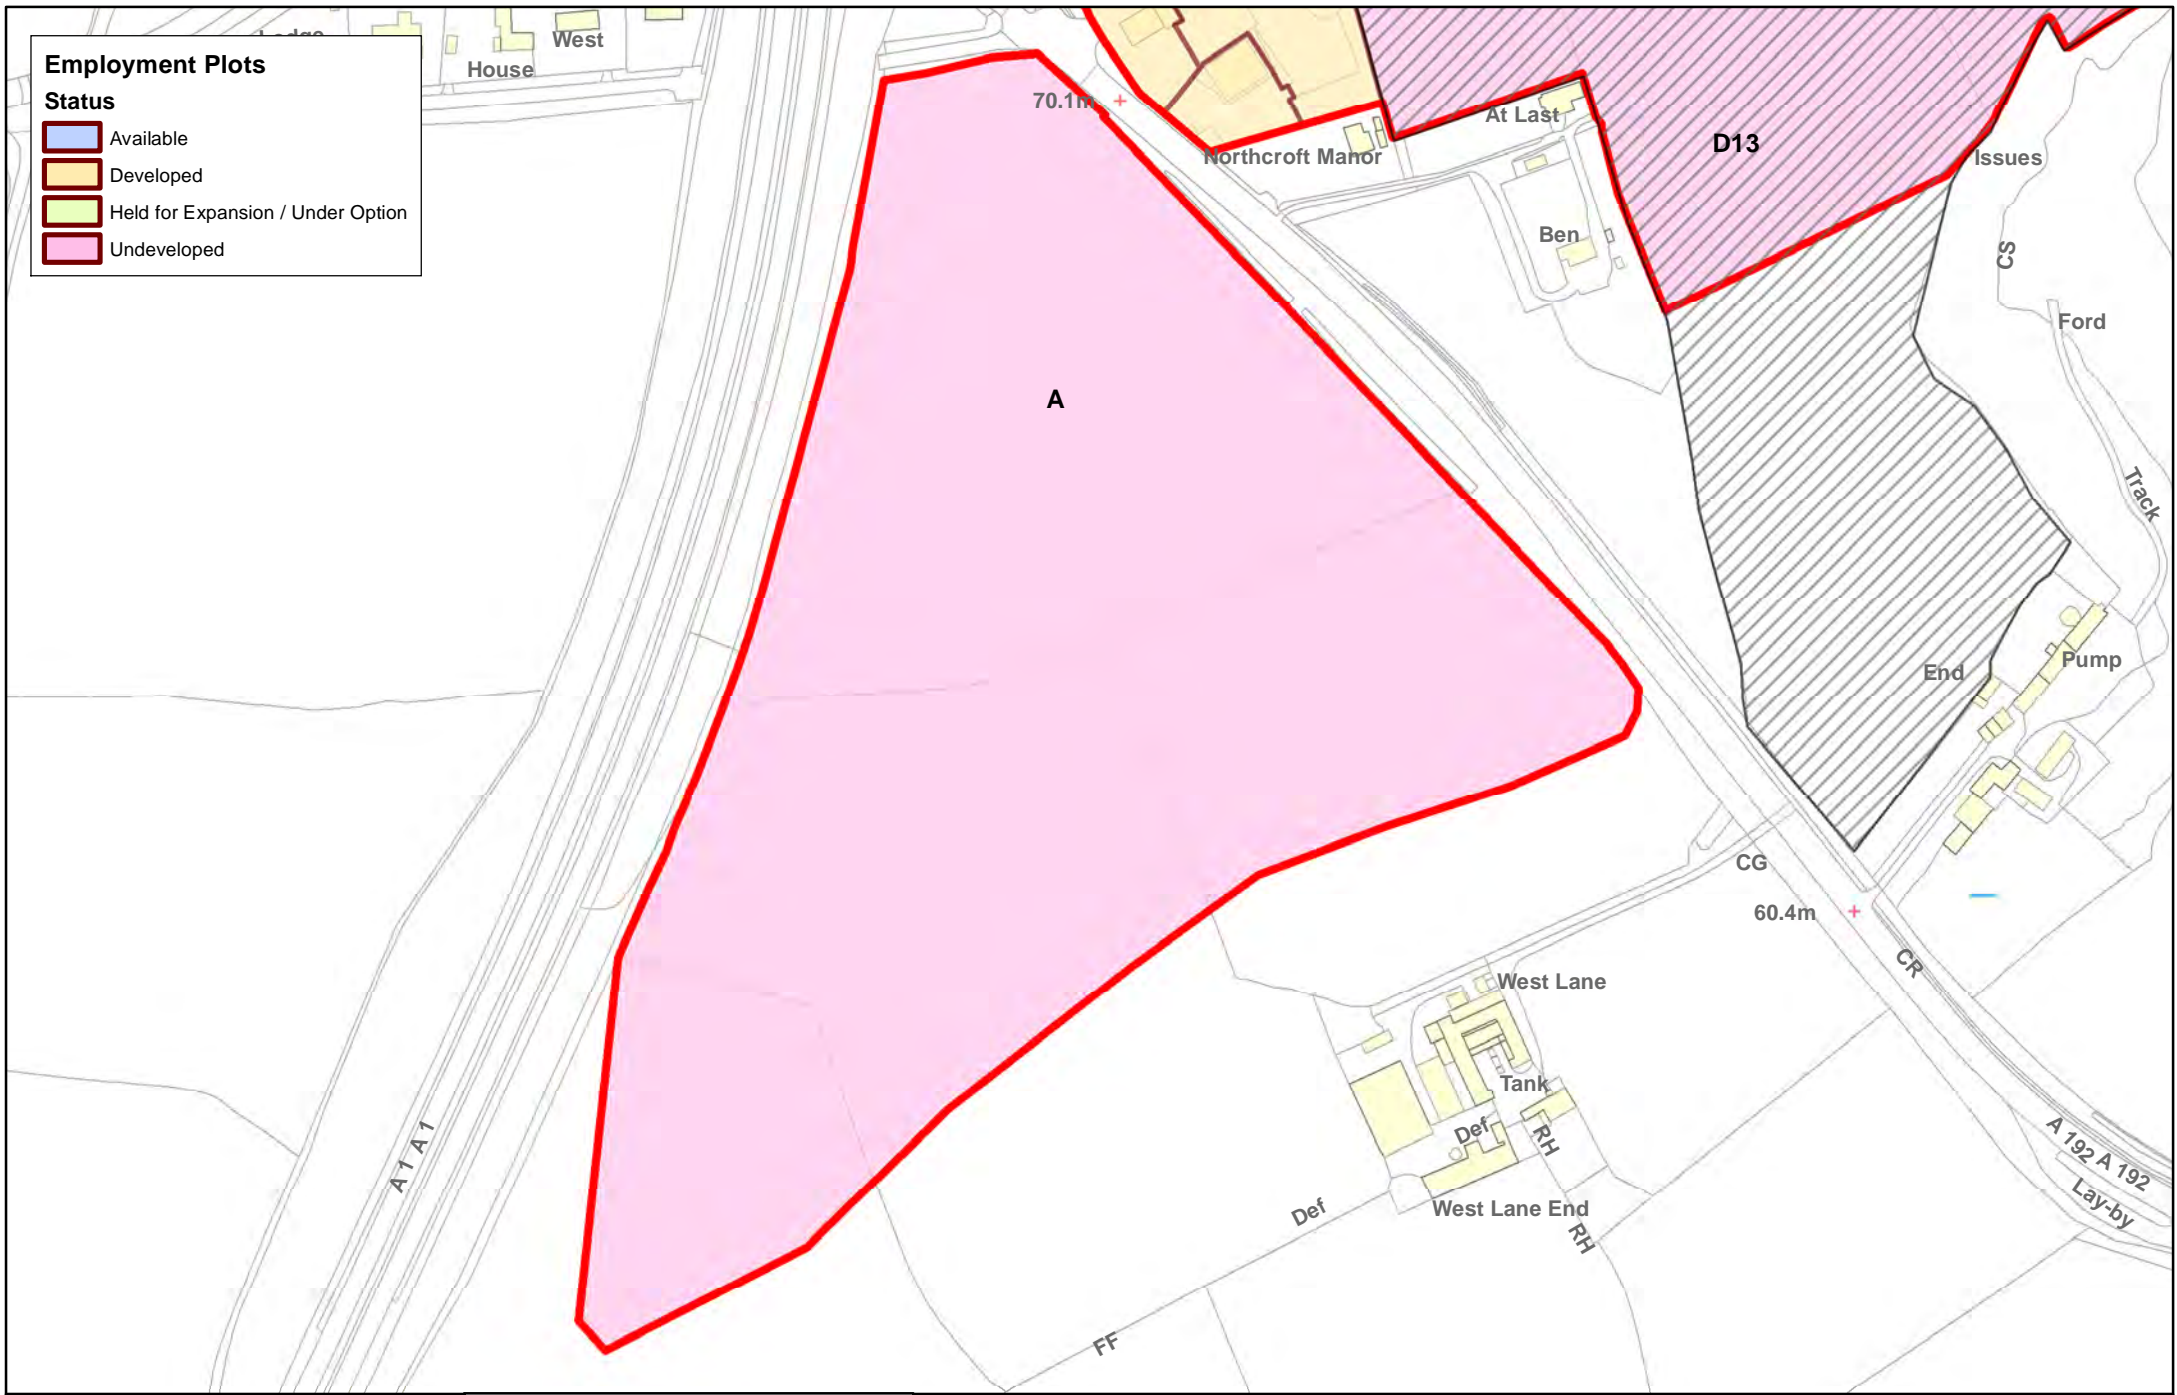 Lodge
West
House
Employment Plots
Status
Available
Developed
Held for Expansion / Under Option
Undeveloped
70.1m
At Last
Northcroft Manor
D13
Issues
Ben
CS
Ford
A
Track
End
Pump
CG
60.4m
CR
West Lane
Tank
Def
RH
A 1 A 1
A 192 A 192
Lay-by
Def
West Lane End
RH
FF